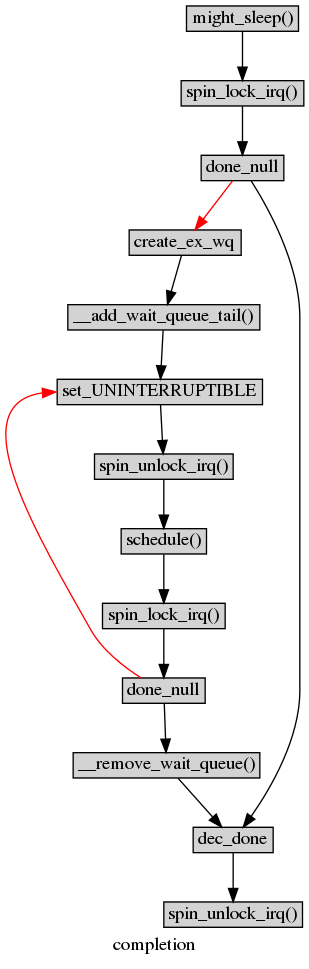 might_sleep()
spin_lock_irq()
done_null
create_ex_wq
__add_wait_queue_tail()
set_UNINTERRUPTIBLE
spin_unlock_irq()
schedule()
spin_lock_irq()
done_null
__remove_wait_queue()
dec_done
spin_unlock_irq()
completion